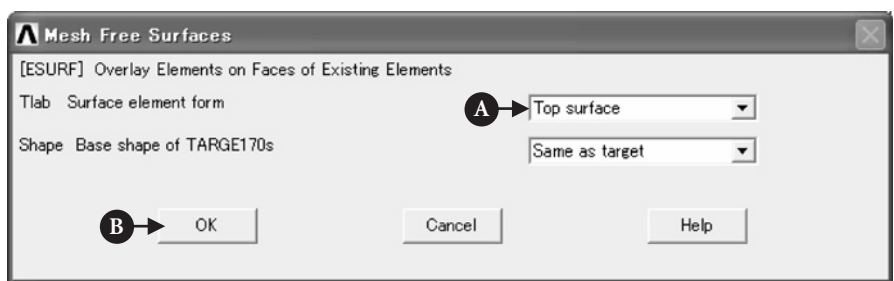 Mesh Free Surfaces
[ESURF] Overlay Elements on Faces of Existing Elements
Tlab Surface element form A Top surface
Shape Base shape of TARGE170s Same as target
B OK Cancel Help